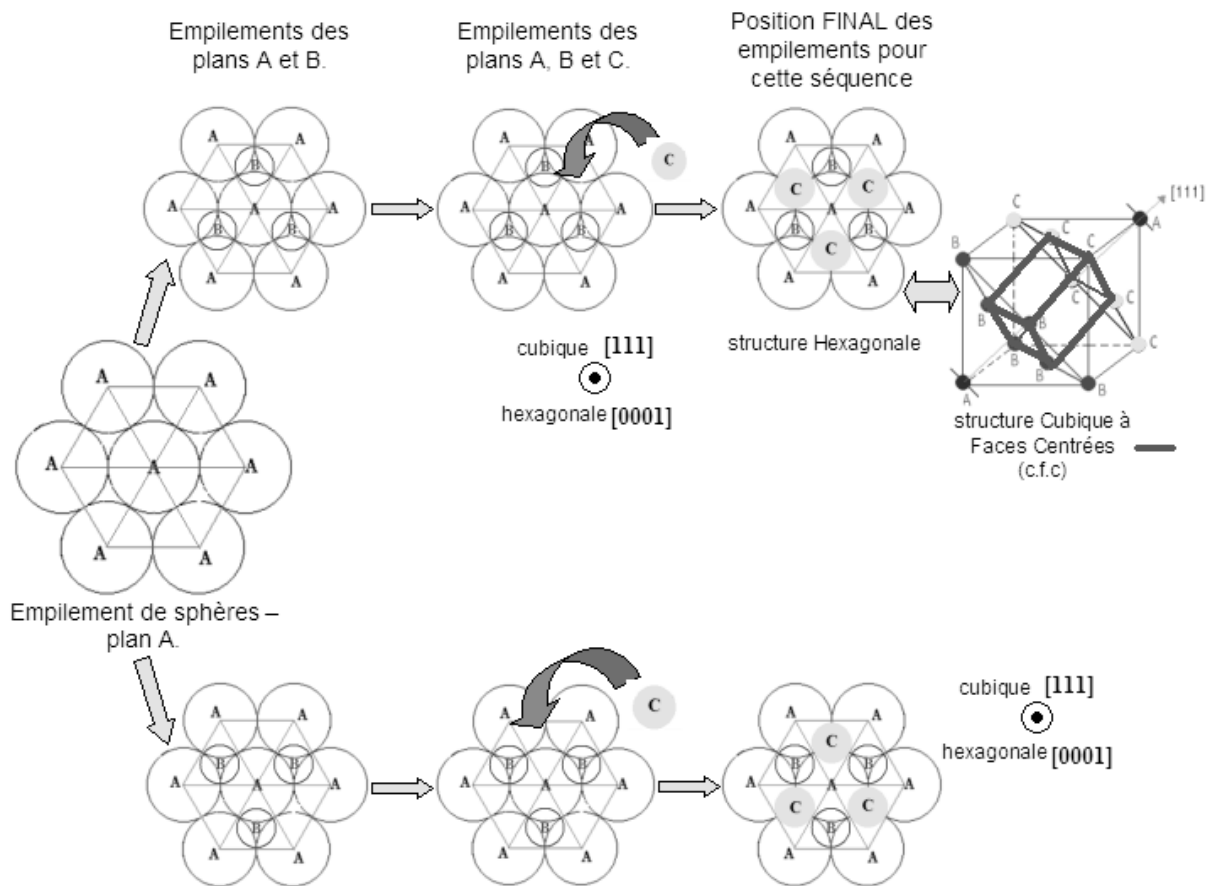 Empilements des
plans A et B.
Empilements des
plans A, B et C.
Position FINAL des
empilements pour
cette séquence
A A
B
A A A
B B
A A
A A
B
A A A
B B
A A
C
A A
B
C C
A A A
B B
C
A A
[111]
C
A
C
C
B
C
C
B
B
B
B
C
A
B
cubique [111]
hexagonale [0001]
structure Hexagonale
structure Cubique à
Faces Centrées
(c.f.c)
A A
A A A
A A
Empilement de sphères –
plan A.
A A
B B
A A A
B
A A
A A
B B
A A A
B
A A
C
A A
C
B B
A A A
C C
B
A A
cubique [111]
hexagonale [0001]